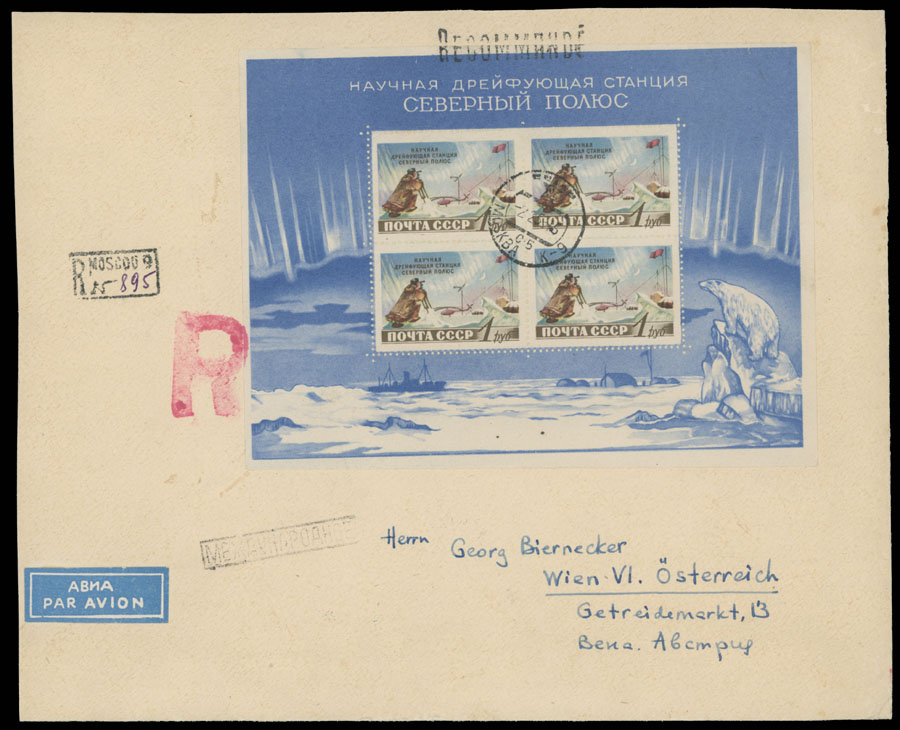 RECOMMANDÉ
НАУЧНАЯ ДРЕЙФУЮЩАЯ СТАНЦИЯ
СЕВЕРНЫЙ ПОЛЮС
НАУЧНАЯ
ДРЕЙФУЮЩАЯ СТАНЦИЯ
СЕВЕРНЫЙ ПОЛЮС
ПОЧТА СССР 1 руб
НАУЧНАЯ
ДРЕЙФУЮЩАЯ СТАНЦИЯ
СЕВЕРНЫЙ ПОЛЮС
ПОЧТА СССР 1 руб
МОСКВА К-9
НАУЧНАЯ
ДРЕЙФУЮЩАЯ СТАНЦИЯ
СЕВЕРНЫЙ ПОЛЮС
ПОЧТА СССР 1 руб
НАУЧНАЯ
ДРЕЙФУЮЩАЯ СТАНЦИЯ
СЕВЕРНЫЙ ПОЛЮС
ПОЧТА СССР 1 руб
R MOSCOU 9
№ 895
R
МЕЖДУНАРОДНОЕ
АВИА
PAR AVION
Herrn Georg Biernecker
Wien VI. Österreich
Getreidemarkt, 13
Вена. Австрия